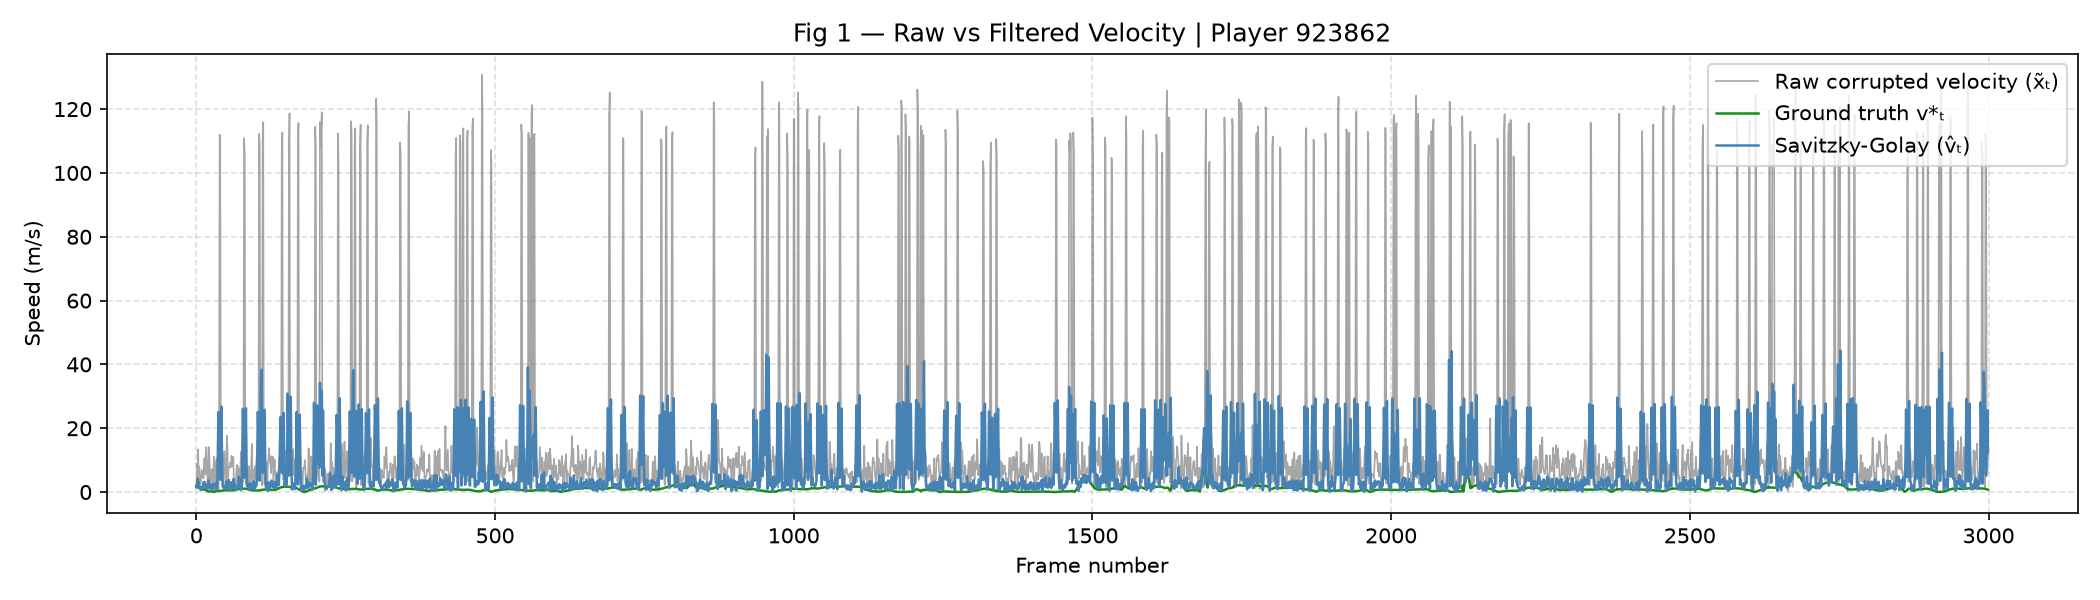 Fig 1 — Raw vs Filtered Velocity | Player 923862
Raw corrupted velocity (x̃ₜ)
Ground truth v*ₜ
Savitzky-Golay (v̂ₜ)
Speed (m/s)
120
100
80
60
40
20
0
0 500 1000 1500 2000 2500 3000
Frame number